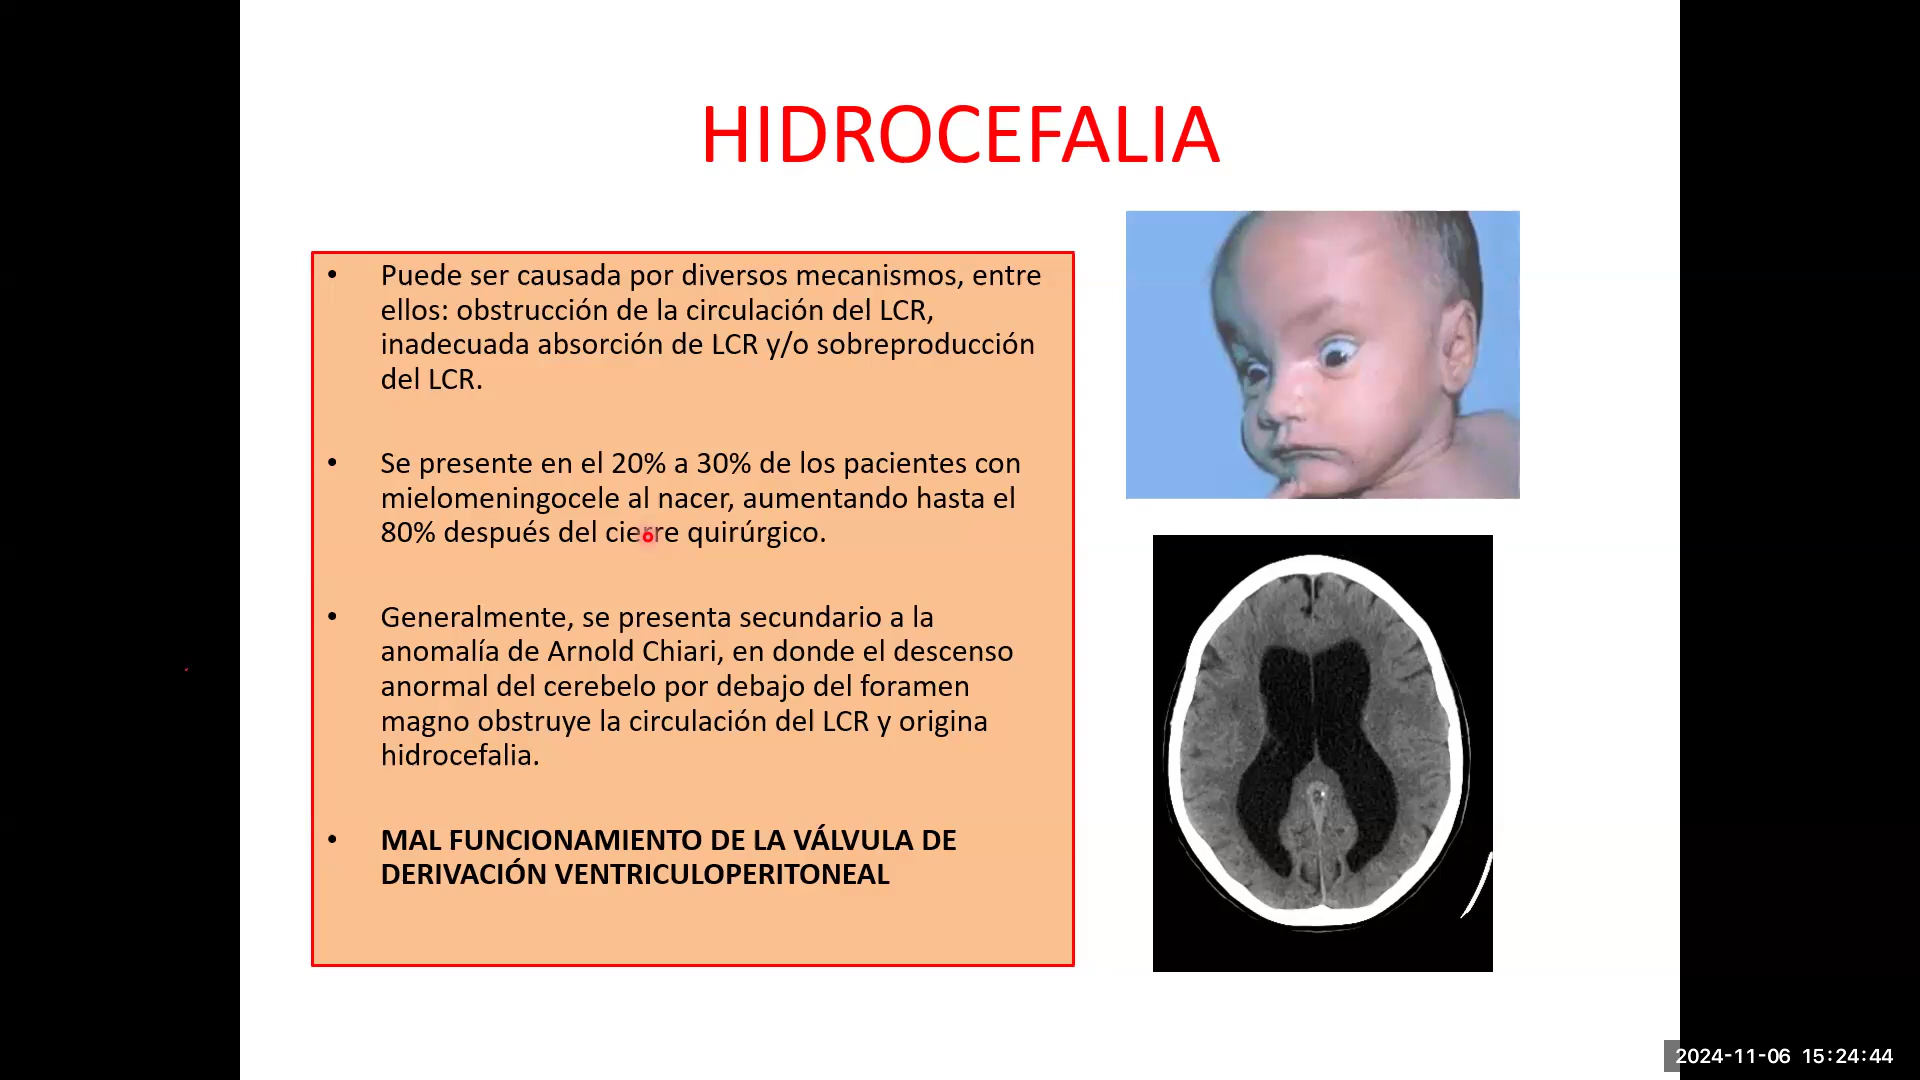 HIDROCEFALIA
• Puede ser causada por diversos mecanismos, entre
ellos: obstrucción de la circulación del LCR,
inadecuada absorción de LCR y/o sobreproducción
del LCR.
• Se presente en el 20% a 30% de los pacientes con
mielomeningocele al nacer, aumentando hasta el
80% después del cierre quirúrgico.
• Generalmente, se presenta secundario a la
anomalía de Arnold Chiari, en donde el descenso
anormal del cerebelo por debajo del foramen
magno obstruye la circulación del LCR y origina
hidrocefalia.
• MAL FUNCIONAMIENTO DE LA VÁLVULA DE
DERIVACIÓN VENTRICULOPERITONEAL
2024-11-06 15:24:44